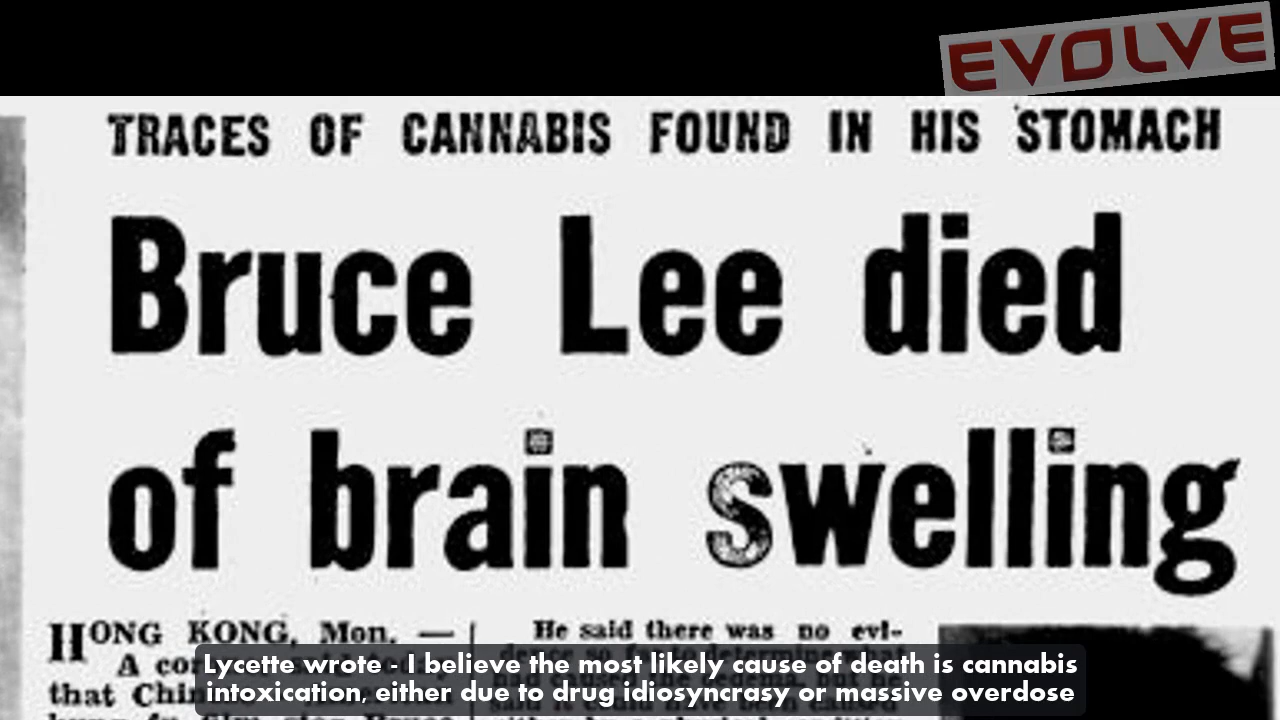 EVOLVE
TRACES OF CANNABIS FOUND IN HIS STOMACH
Bruce Lee died
of brain swelling
HONG KONG, Mon. —
A
that
He said there was no evi-
Lycette wrote - I believe the most likely cause of death is cannabis
intoxication, either due to drug idiosyncrasy or massive overdose